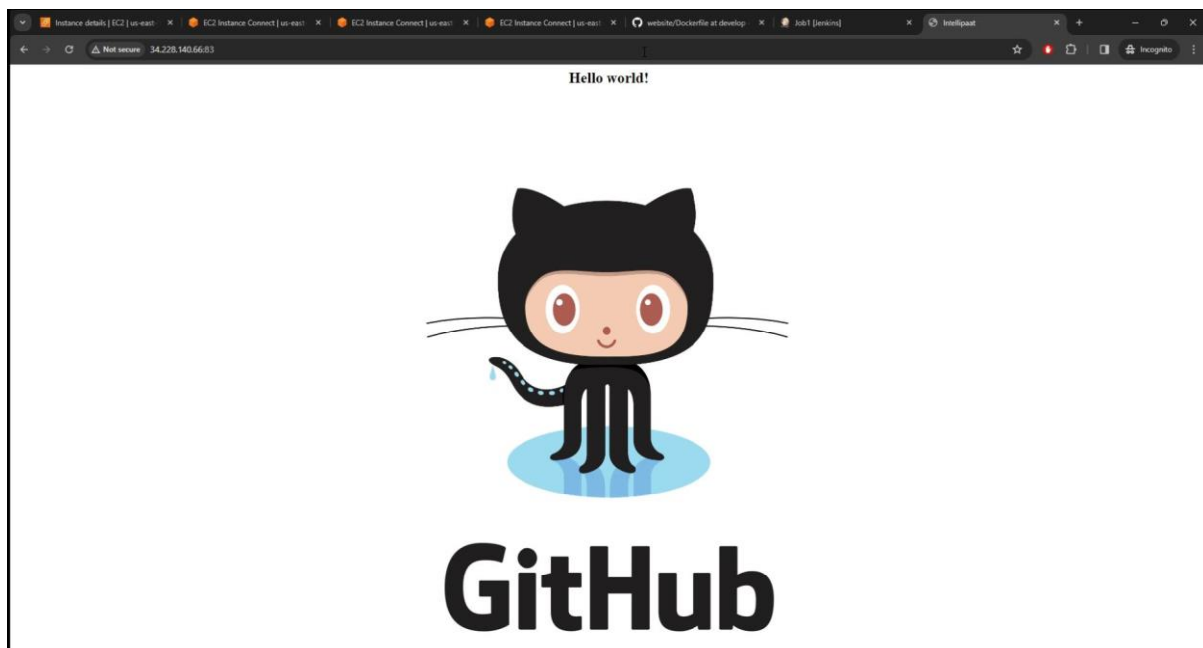 Instance details | EC2 | us-east-
EC2 Instance Connect | us-east-
EC2 Instance Connect | us-east-
EC2 Instance Connect | us-east-
website/Dockerfile at develop
Job1 [Jenkins]
Intellipaat
Not secure 34.228.140.66:83
Incognito
Hello world!
GitHub